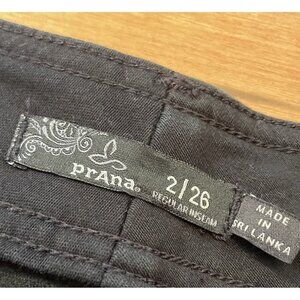 prAna®
2/26
REGULAR INSEAM
MADE
IN
SRI LANKA